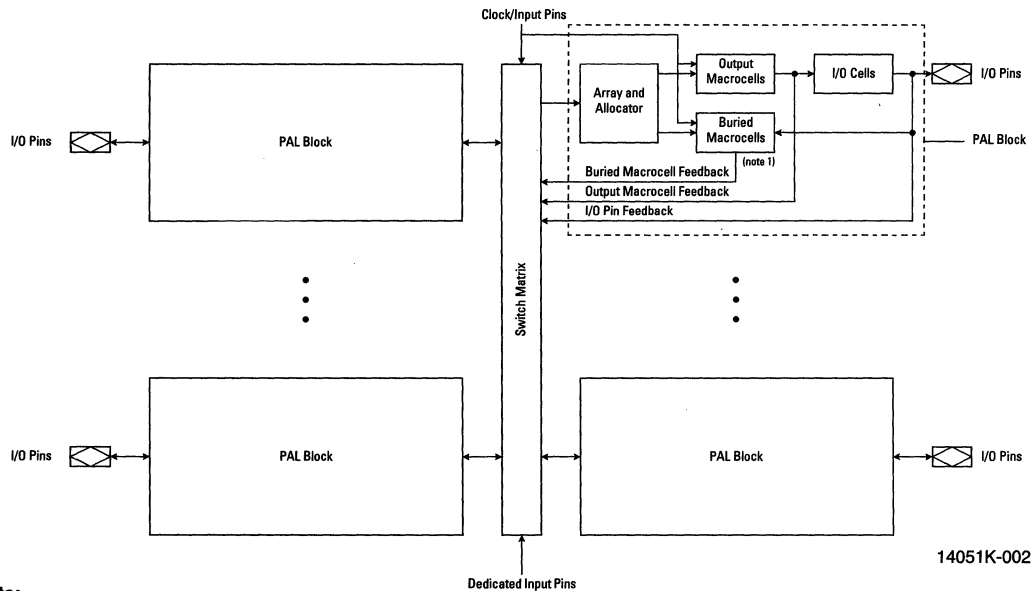 Clock/Input Pins
Output
Macrocells
I/O Cells
I/O Pins
Array and
Allocator
Buried
Macrocells
(note 1)
I/O Pins
PAL Block
PAL Block
Buried Macrocell Feedback
Output Macrocell Feedback
I/O Pin Feedback
Switch Matrix
I/O Pins
PAL Block
PAL Block
I/O Pins
14051K-002
Dedicated Input Pins